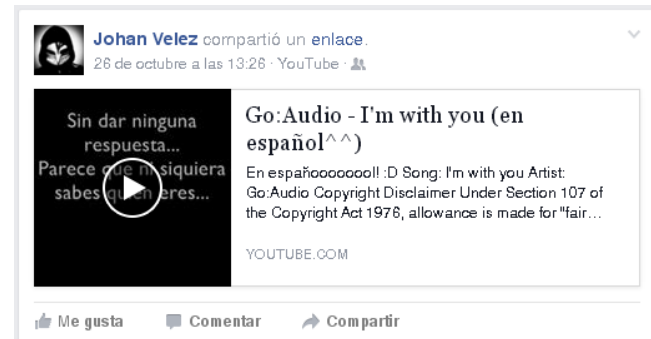 Johan Velez compartió un enlace.
26 de octubre a las 13:26 · YouTube ·
Sin dar ninguna
respuesta...
Parece que ni siquiera
sabes quien eres...
Go:Audio - I'm with you (en
español^^)
En españoooooool! :D Song: I'm with you Artist:
Go:Audio Copyright Disclaimer Under Section 107 of
the Copyright Act 1976, allowance is made for "fair...
YOUTUBE.COM
Me gusta Comentar Compartir